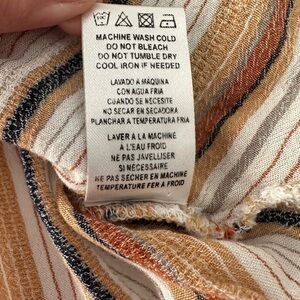 MACHINE WASH COLD
DO NOT BLEACH
DO NOT TUMBLE DRY
COOL IRON IF NEEDED
LAVADO A MAQUINA
CON AGUA FRIA
CUANDO SE NECESITE
NO SECAR EN SECADORA
PLANCHAR A TEMPERATURA FRIA
LAVER A LA MACHINE
A L'EAU FROID
NE PAS JAVELLISER
SI NECESSAIRE
NE PAS SECHER EN MACHINE
TEMPERATURE FER A FROID